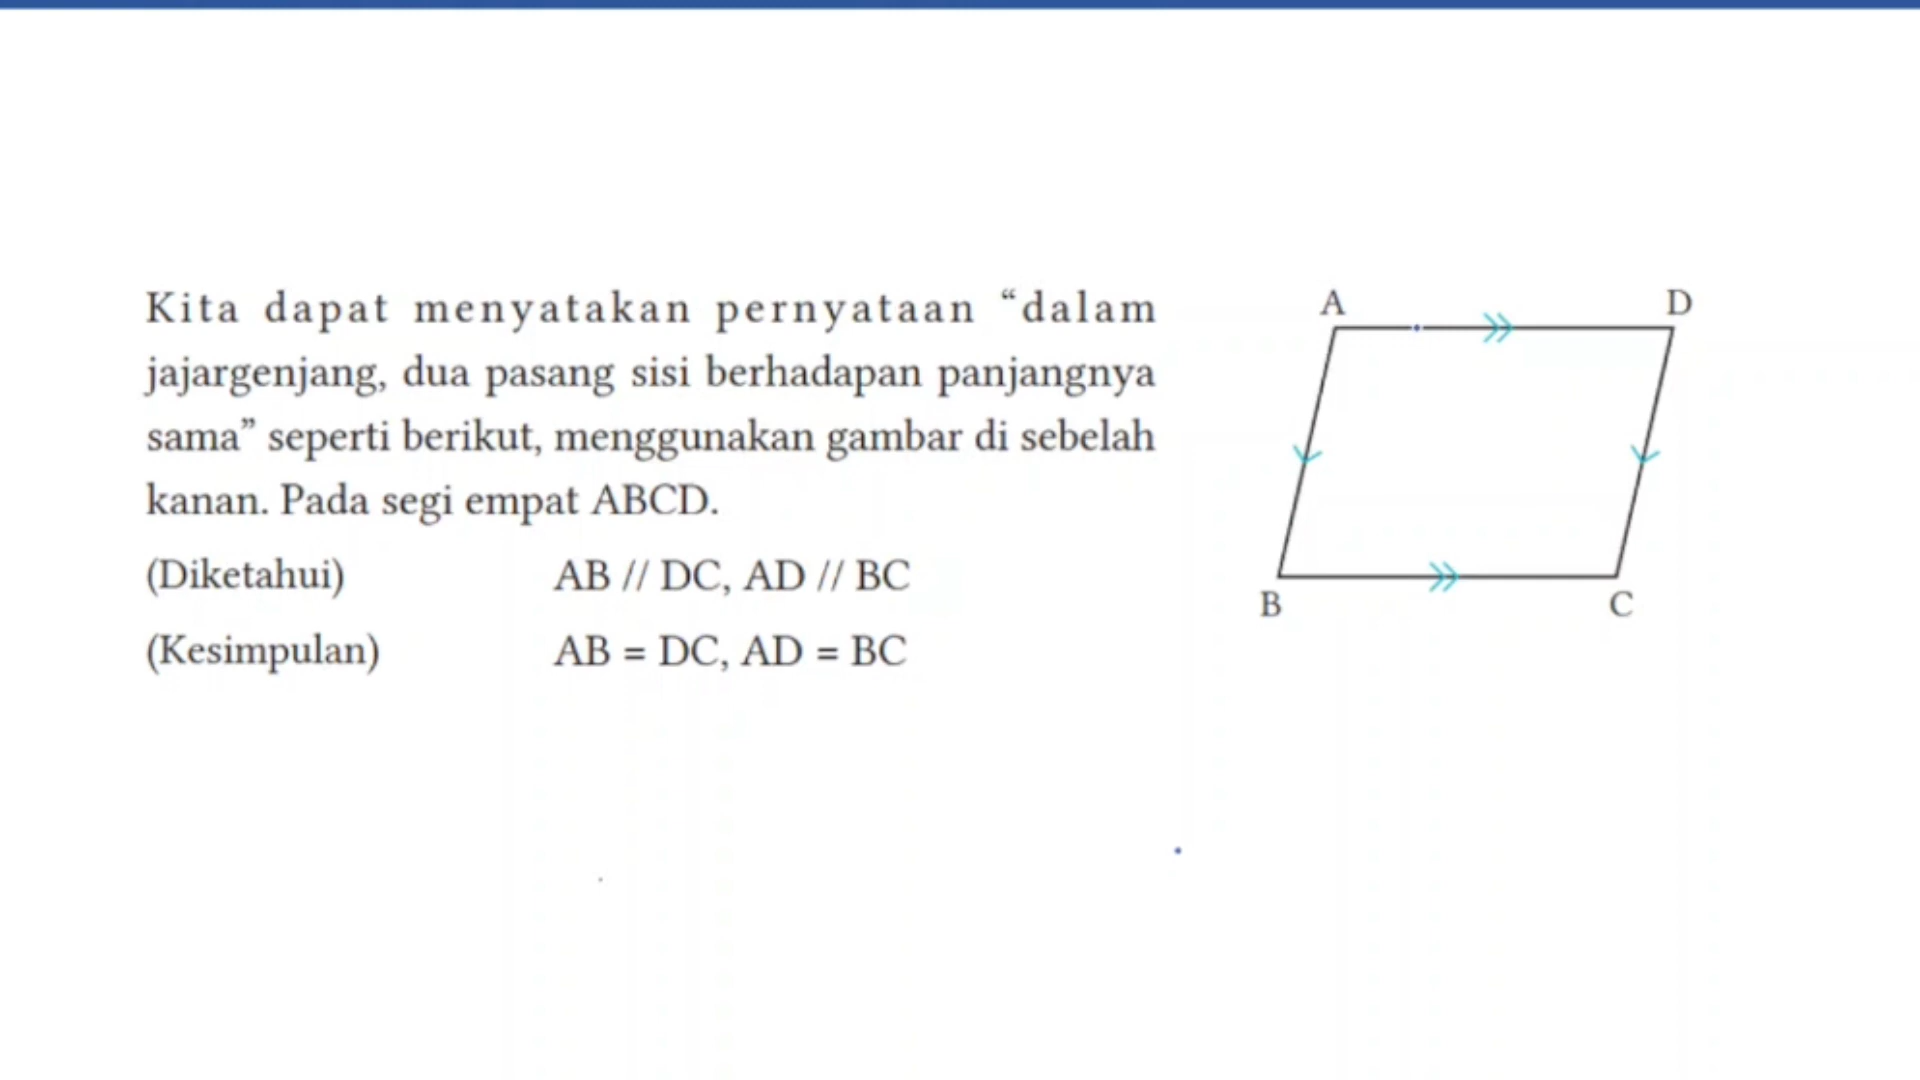 Kita dapat menyatakan pernyataan “dalam
jajargenjang, dua pasang sisi berhadapan panjangnya
sama” seperti berikut, menggunakan gambar di sebelah
kanan. Pada segi empat ABCD.
(Diketahui) AB // DC, AD // BC
(Kesimpulan) AB = DC, AD = BC
A D
B C